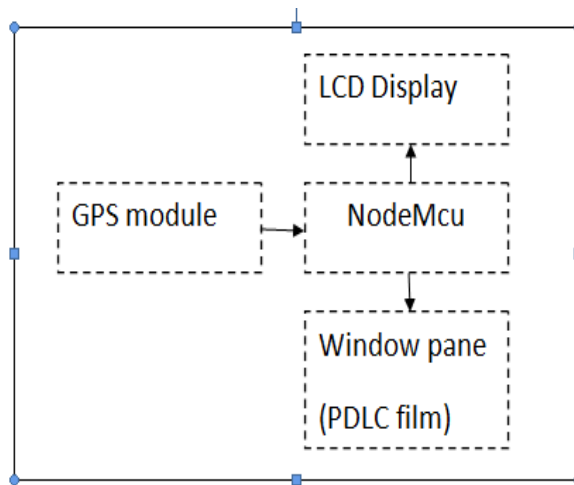 LCD Display
GPS module
NodeMcu
Window pane
(PDLC film)